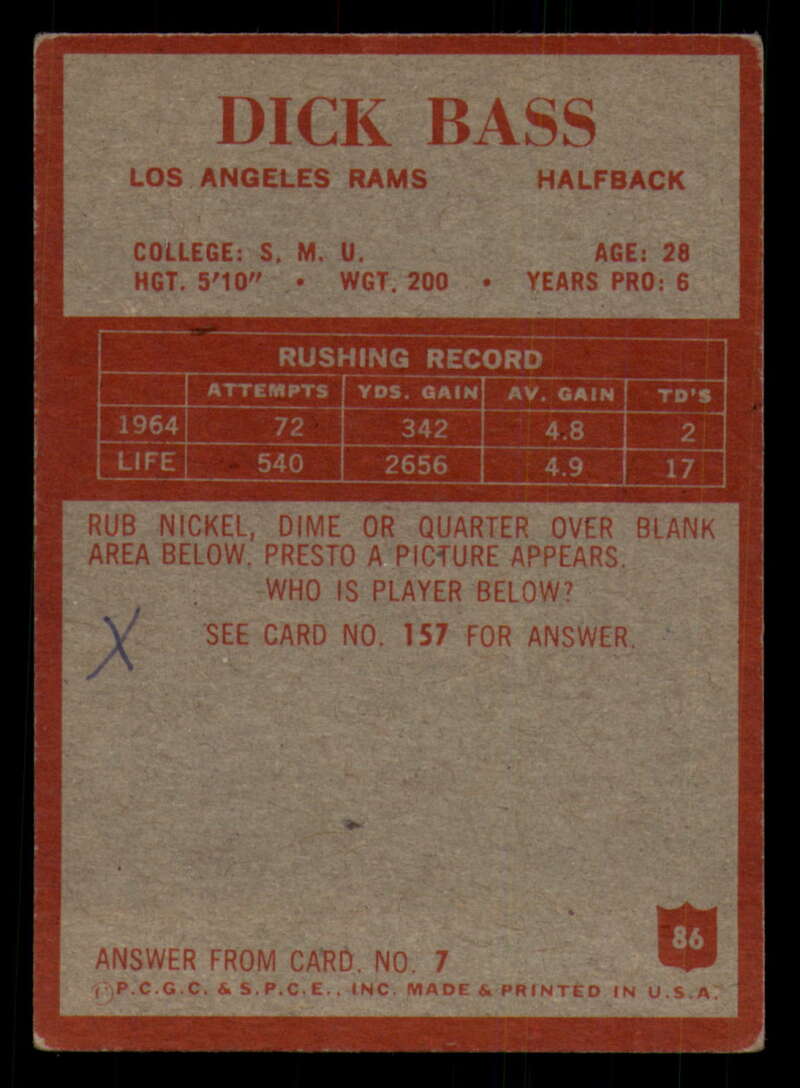 DICK BASS
LOS ANGELES RAMS HALFBACK
COLLEGE: S. M. U. AGE: 28
HGT. 5'10" • WGT. 200 • YEARS PRO: 6
RUSHING RECORD
ATTEMPTS YDS. GAIN AV. GAIN TD'S
1964 72 342 4.8 2
LIFE 540 2656 4.9 17
RUB NICKEL, DIME OR QUARTER OVER BLANK
AREA BELOW. PRESTO A PICTURE APPEARS.
WHO IS PLAYER BELOW?
SEE CARD NO. 157 FOR ANSWER.
X
86
ANSWER FROM CARD. NO. 7
©P.C.G.C. & S.P.C.E., INC. MADE & PRINTED IN U.S.A.